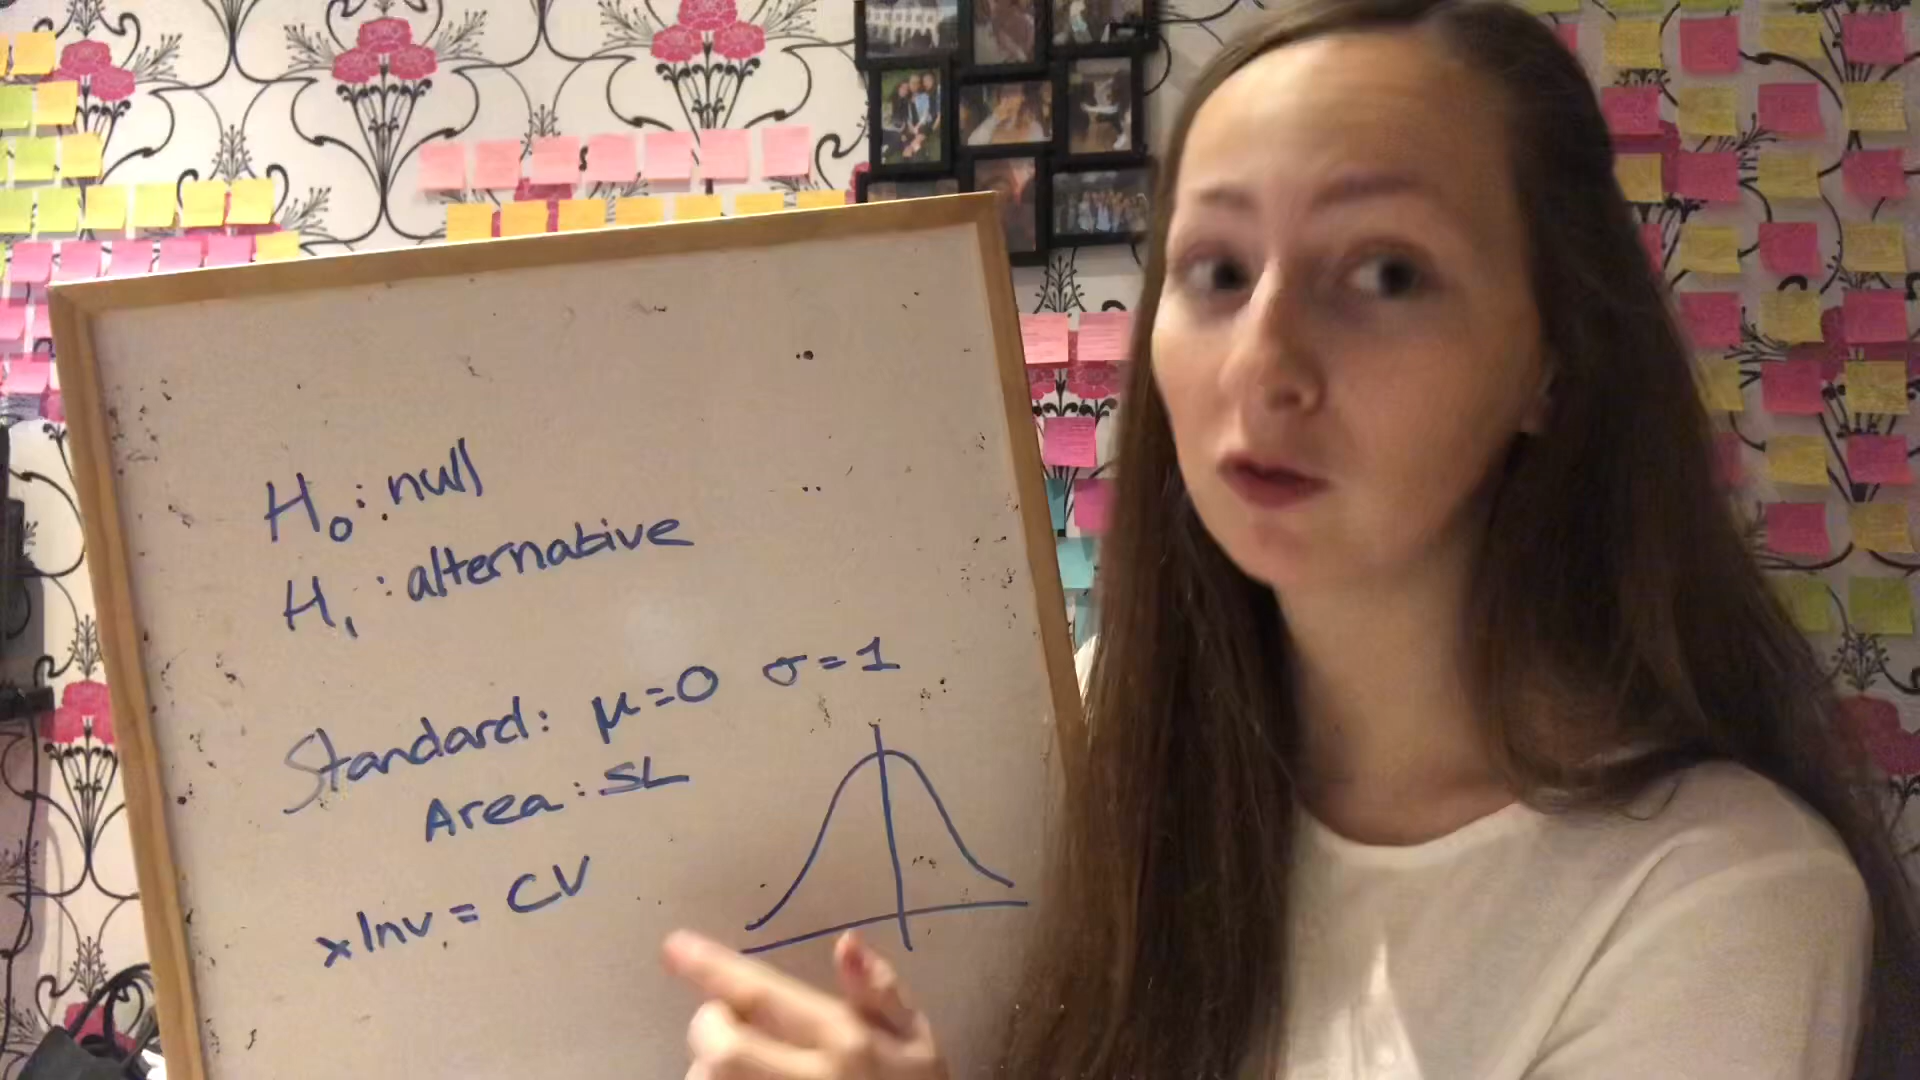 H₀: null
H₁: alternative
Standard: μ=0 σ=1
Area: SL
xInv = CV